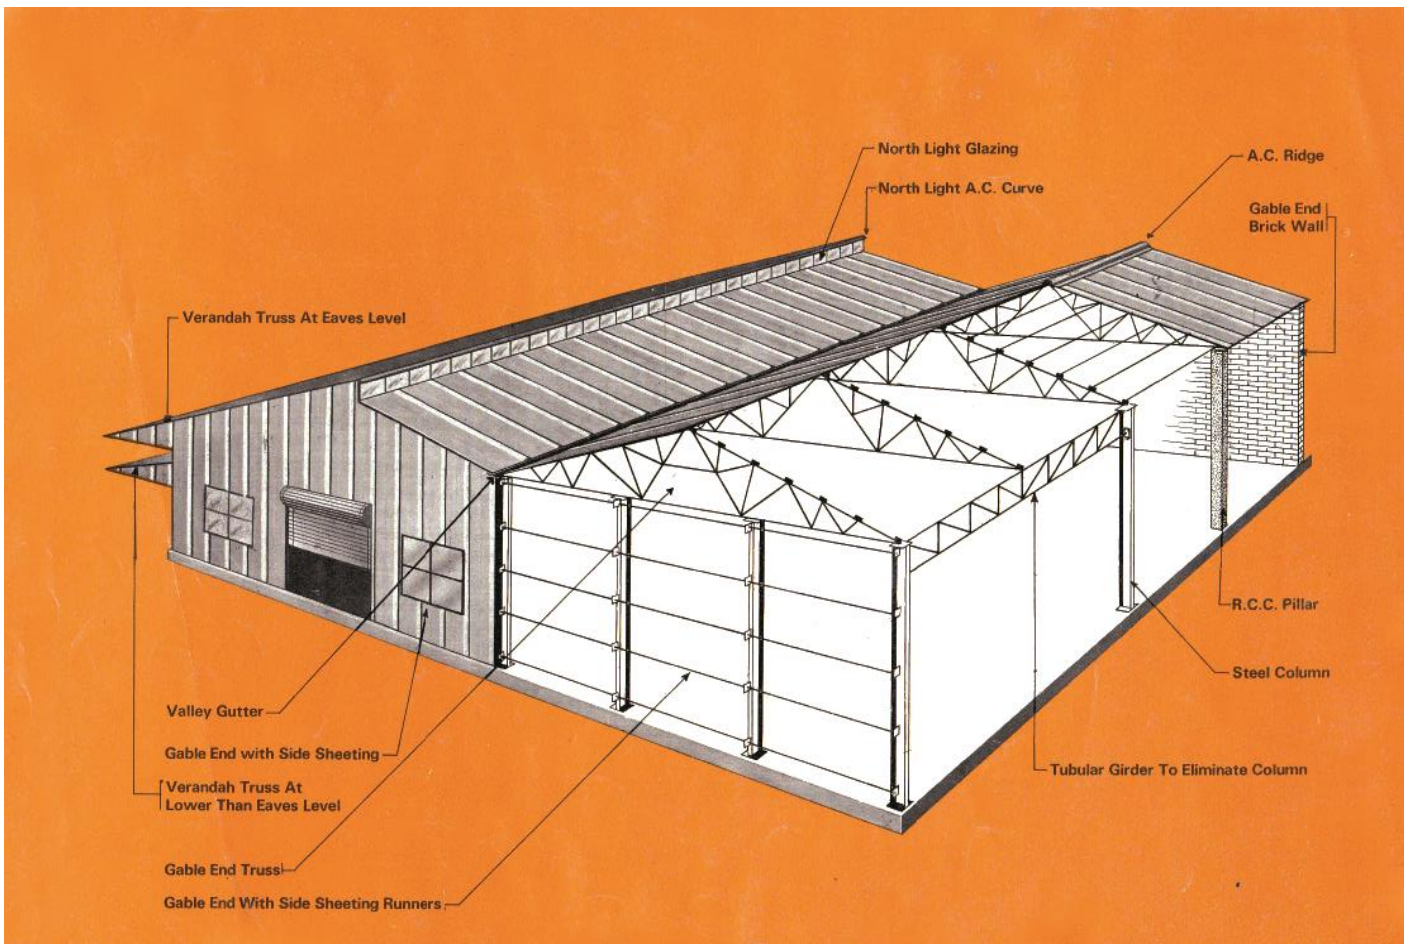 North Light Glazing
A.C. Ridge
North Light A.C. Curve
Gable End
Brick Wall
Verandah Truss At Eaves Level
R.C.C. Pillar
Steel Column
Valley Gutter
Gable End with Side Sheeting
Tubular Girder To Eliminate Column
Verandah Truss At
Lower Than Eaves Level
Gable End Truss
Gable End With Side Sheeting Runners